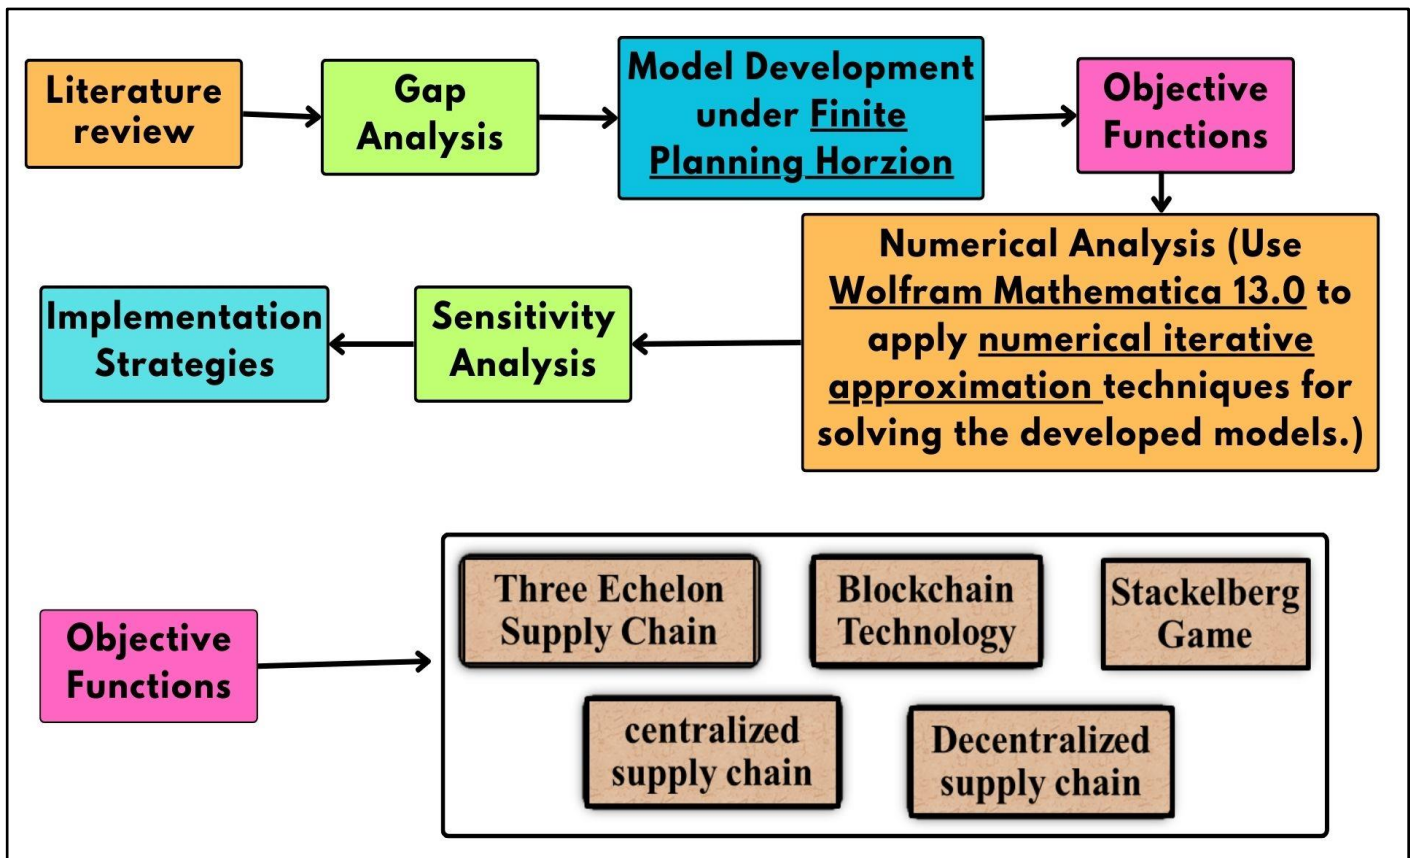 Literature
review
Gap
Analysis
Model Development
under Finite
Planning Horzion
Objective
Functions
Numerical Analysis (Use
Wolfram Mathematica 13.0 to
apply numerical iterative
approximation techniques for
solving the developed models.)
Sensitivity
Analysis
Implementation
Strategies
Objective
Functions
Three Echelon
Supply Chain
Blockchain
Technology
Stackelberg
Game
centralized
supply chain
Decentralized
supply chain